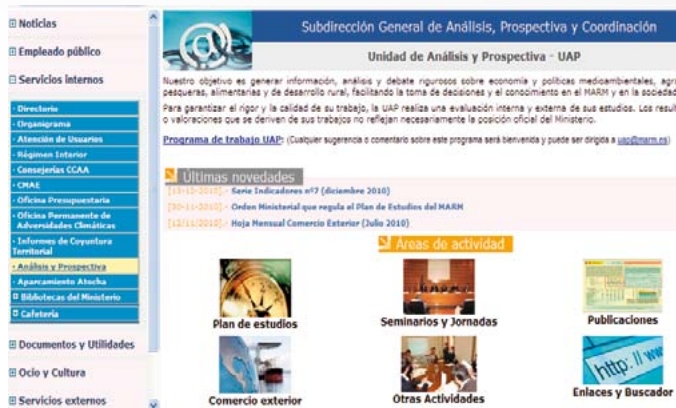 Noticias
Empleado público
Servicios internos
· Directorio
· Organigrama
· Atención de Usuarios
· Régimen Interior
· Consejerías CCAA
· CMAE
· Oficina Presupuestaria
· Oficina Permanente de
Adversidades Climáticas
· Informes de Coyuntura
Territorial
· Análisis y Prospectiva
· Aparcamiento Atocha
Bibliotecas del Ministerio
Cafetería
Documentos y Utilidades
Ocio y Cultura
Servicios externos
@
Subdirección General de Análisis, Prospectiva y Coordinación
Unidad de Análisis y Prospectiva - UAP
Nuestro objetivo es generar información, análisis y debate rigurosos sobre economía y políticas medioambientales, agr
pesqueras, alimentarias y de desarrollo rural, facilitando la toma de decisiones y el conocimiento en el MARM y en la sociedad
Para garantizar el rigor y la calidad de su trabajo, la UAP realiza una evaluación interna y externa de sus estudios. Los resul
o valoraciones que se deriven de sus trabajos no reflejan necesariamente la posición oficial del Ministerio.
Programa de trabajo UAP: (Cualquier sugerencia o comentario sobre este programa será bienvenida y puede ser dirigida a uap@marm.es)
Últimas novedades
[13-12-2010].- Serie Indicadores nº7 (diciembre 2010)
[30-11-2010].- Orden Ministerial que regula el Plan de Estudios del MARM
[12/11/2010].- Hoja Mensual Comercio Exterior (Julio 2010)
Áreas de actividad
Plan de estudios
Seminarios y Jornadas
Publicaciones
http://ww
Comercio exterior
Otras Actividades
Enlaces y Buscador